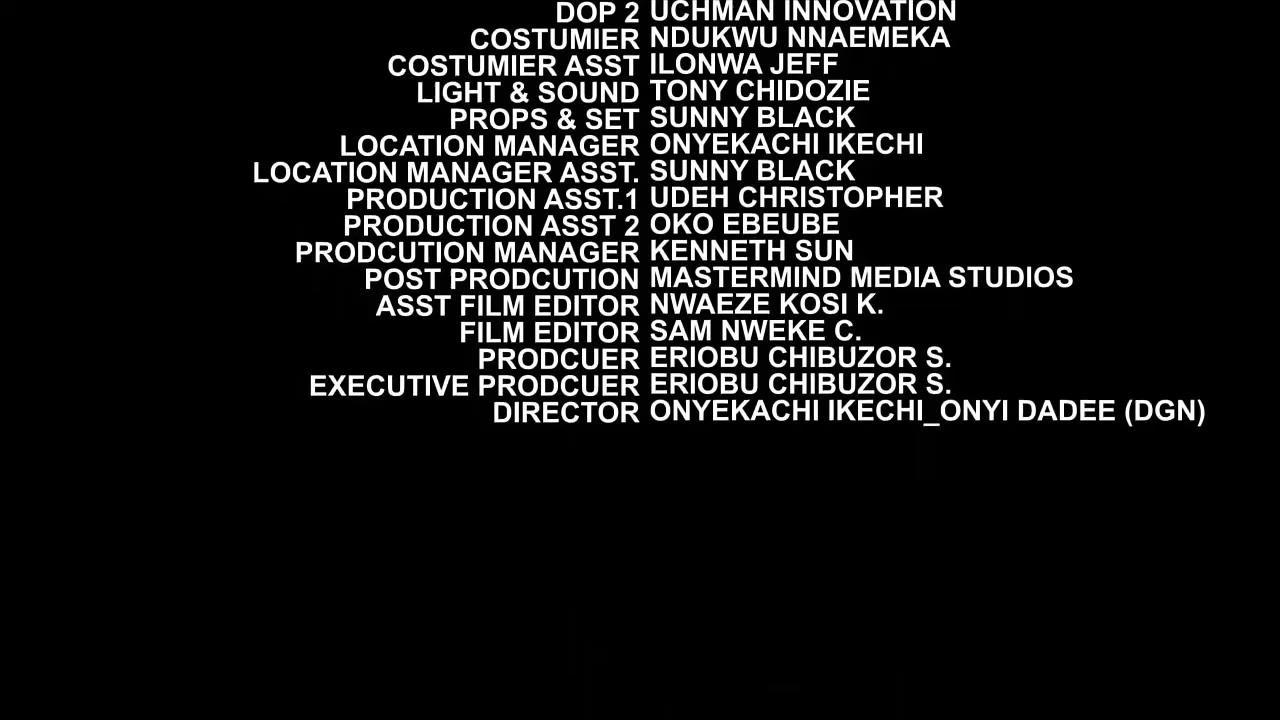 DOP 2 UCHMAN INNOVATION
COSTUMIER NDUKWU NNAEMEKA
COSTUMIER ASST ILONWA JEFF
LIGHT & SOUND TONY CHIDOZIE
PROPS & SET SUNNY BLACK
LOCATION MANAGER ONYEKACHI IKECHI
LOCATION MANAGER ASST. SUNNY BLACK
PRODUCTION ASST.1 UDEH CHRISTOPHER
PRODUCTION ASST 2 OKO EBEUBE
PRODCUTION MANAGER KENNETH SUN
POST PRODCUTION MASTERMIND MEDIA STUDIOS
ASST FILM EDITOR NWAEZE KOSI K.
FILM EDITOR SAM NWEKE C.
PRODCUER ERIOBU CHIBUZOR S.
EXECUTIVE PRODCUER ERIOBU CHIBUZOR S.
DIRECTOR ONYEKACHI IKECHI_ONYI DADEE (DGN)